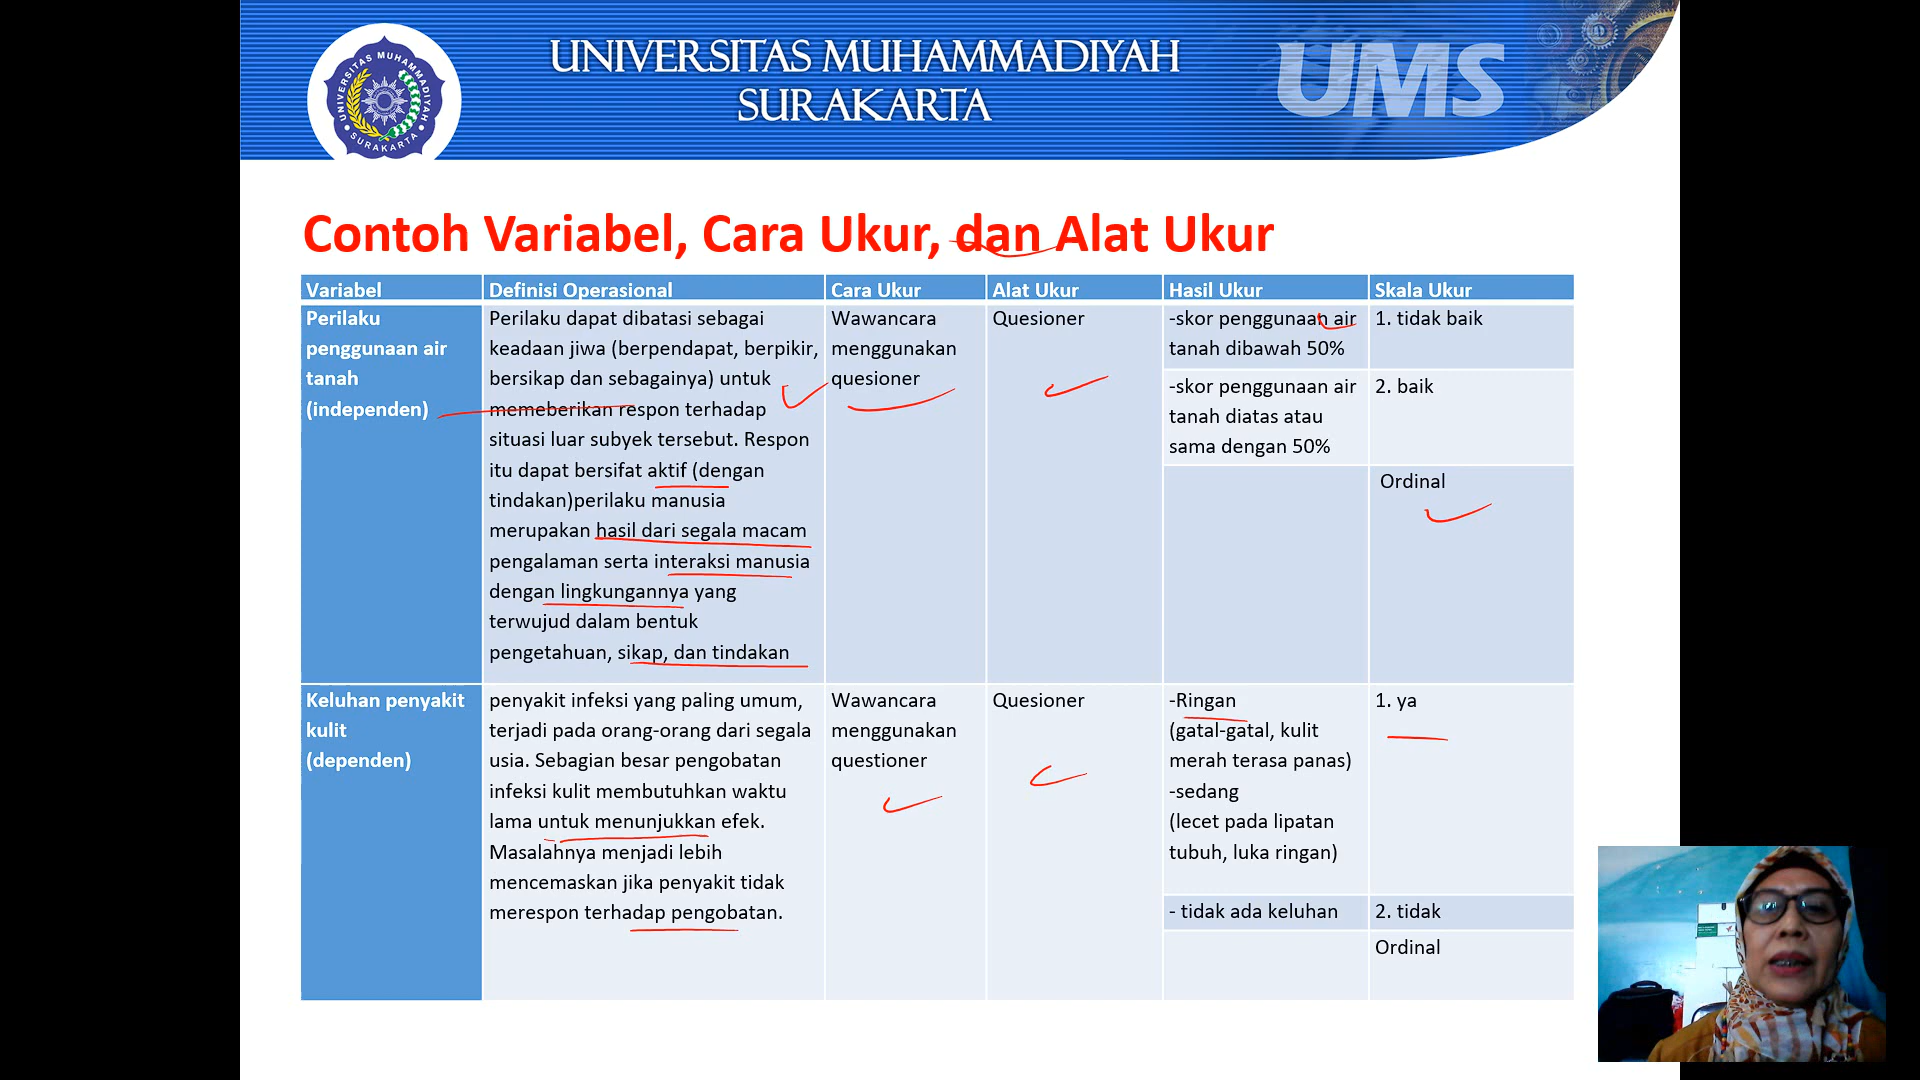 UNIVERSITAS MUHAMMADIYAH
SURAKARTA
UMS
UNIVERSITAS MUHAMMADIYAH
SURAKARTA
Contoh Variabel, Cara Ukur, dan Alat Ukur
Variabel
Definisi Operasional
Cara Ukur
Alat Ukur
Hasil Ukur
Skala Ukur
Perilaku
penggunaan air
tanah
(independen)
Perilaku dapat dibatasi sebagai
keadaan jiwa (berpendapat, berpikir,
bersikap dan sebagainya) untuk
memeberikan respon terhadap
situasi luar subyek tersebut. Respon
itu dapat bersifat aktif (dengan
tindakan)perilaku manusia
merupakan hasil dari segala macam
pengalaman serta interaksi manusia
dengan lingkungannya yang
terwujud dalam bentuk
pengetahuan, sikap, dan tindakan
Wawancara
menggunakan
quesioner
Quesioner
-skor penggunaan air
tanah dibawah 50%
1. tidak baik
-skor penggunaan air
tanah diatas atau
sama dengan 50%
2. baik
Ordinal
Keluhan penyakit
kulit
(dependen)
penyakit infeksi yang paling umum,
terjadi pada orang-orang dari segala
usia. Sebagian besar pengobatan
infeksi kulit membutuhkan waktu
lama untuk menunjukkan efek.
Masalahnya menjadi lebih
mencemaskan jika penyakit tidak
merespon terhadap pengobatan.
Wawancara
menggunakan
questioner
Quesioner
-Ringan
(gatal-gatal, kulit
merah terasa panas)
-sedang
(lecet pada lipatan
tubuh, luka ringan)
1. ya
- tidak ada keluhan
2. tidak
Ordinal